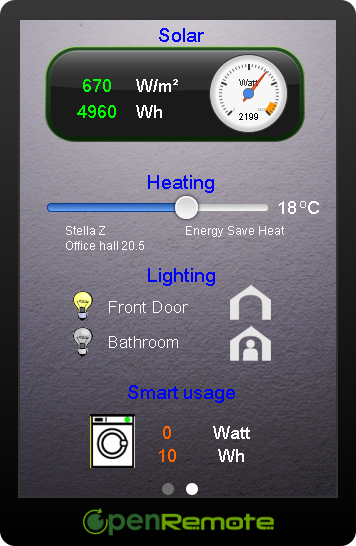 Solar
670 W/m²
4960 Wh
Watt
2199
Heating
18°C
Stella Z Energy Save Heat
Office hall 20.5
Lighting
Front Door
Bathroom
Smart usage
0 Watt
10 Wh
OpenRemote